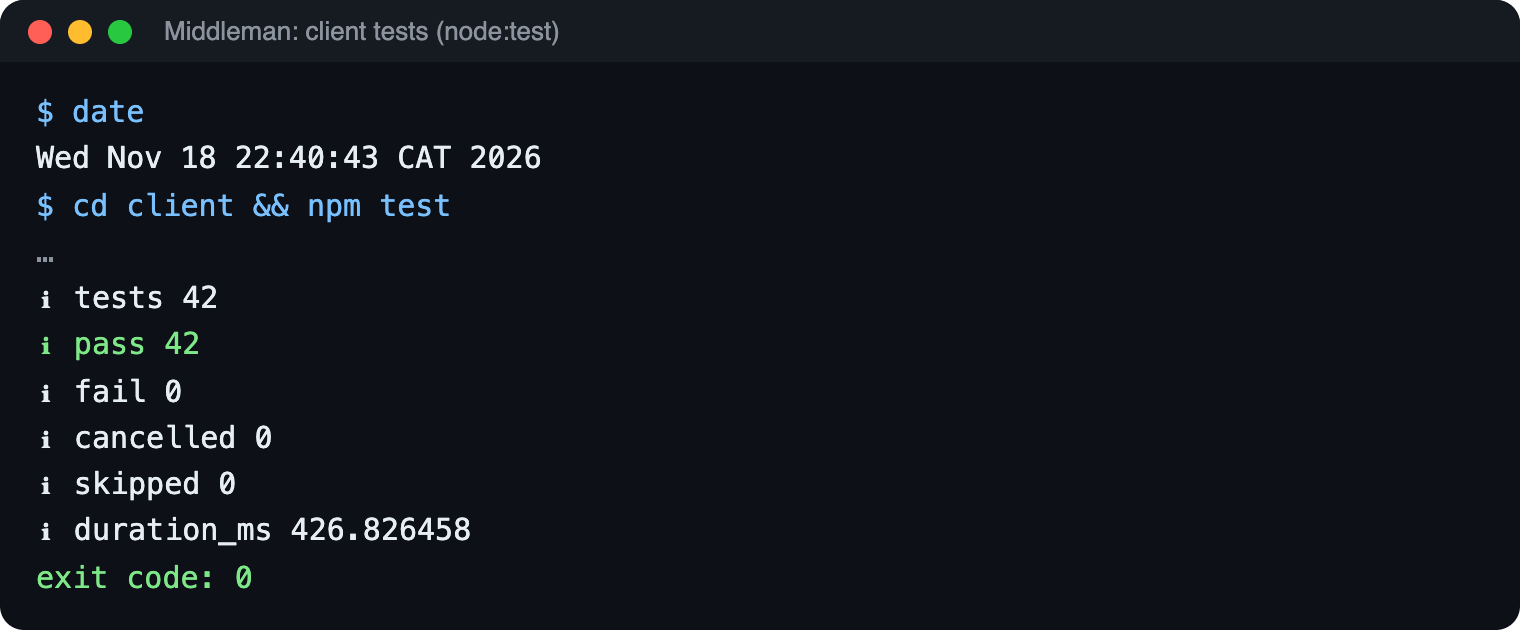 Middleman: client tests (node:test)
$ date
Wed Nov 18 22:40:43 CAT 2026
$ cd client && npm test
…
ℹ tests 42
ℹ pass 42
ℹ fail 0
ℹ cancelled 0
ℹ skipped 0
ℹ duration_ms 426.826458
exit code: 0